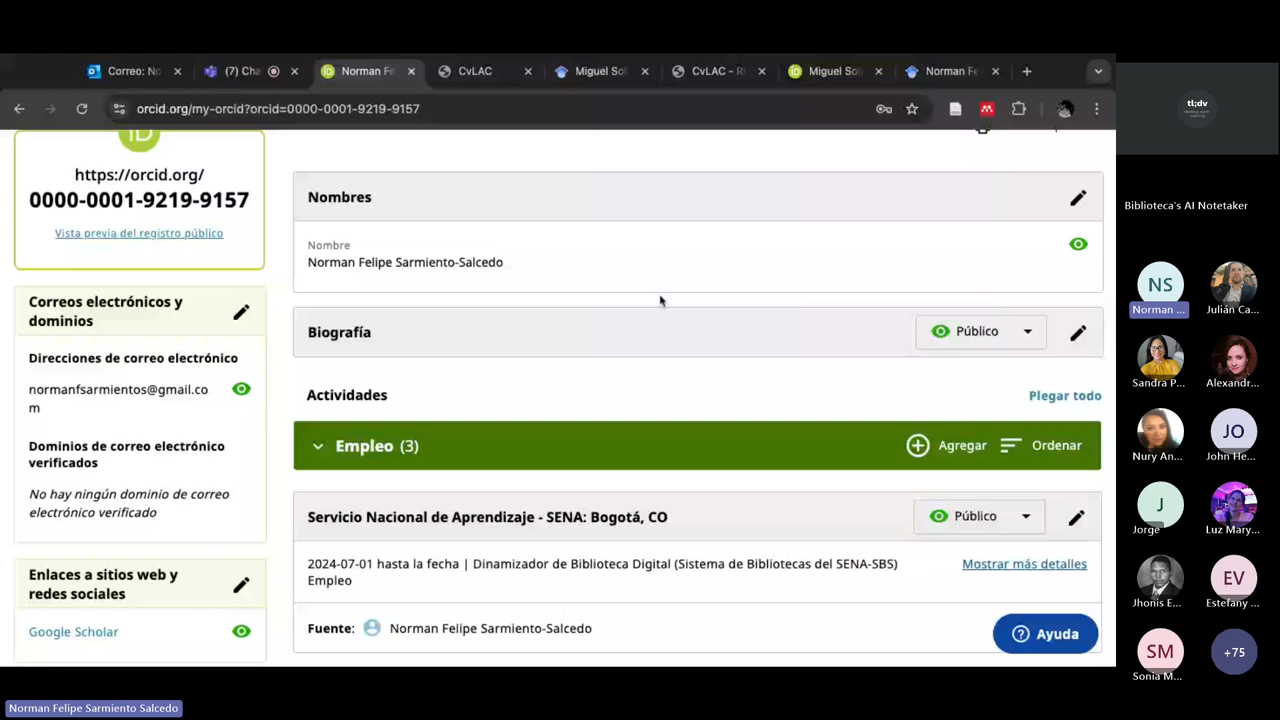 Correo: No
(7) Cha
Norman Fe
CvLAC
Miguel Sol
CvLAC - R
Miguel Sol
Norman Fe
orcid.org/my-orcid?orcid=0000-0001-9219-9157
iD
https://orcid.org/
0000-0001-9219-9157
Vista previa del registro público
Correos electrónicos y
dominios
Direcciones de correo electrónico
normanfsarmientos@gmail.co
m
Dominios de correo electrónico
verificados
No hay ningún dominio de correo
electrónico verificado
Enlaces a sitios web y
redes sociales
Google Scholar
Nombres
Nombre
Norman Felipe Sarmiento-Salcedo
Biografía
Público
Actividades
Plegar todo
Empleo (3)
Agregar
Ordenar
Servicio Nacional de Aprendizaje - SENA: Bogotá, CO
Público
2024-07-01 hasta la fecha | Dinamizador de Biblioteca Digital (Sistema de Bibliotecas del SENA-SBS)
Empleo
Mostrar más detalles
Fuente: Norman Felipe Sarmiento-Salcedo
Ayuda
tl;dv
Biblioteca's AI Notetaker
NS
Norman ...
Julián Ca...
Sandra P...
Alexandr...
Nury An...
JO
John He...
J
Jorge
Luz Mary...
Jhonis E...
EV
Estefany ...
SM
Sonia M...
+75
Norman Felipe Sarmiento Salcedo